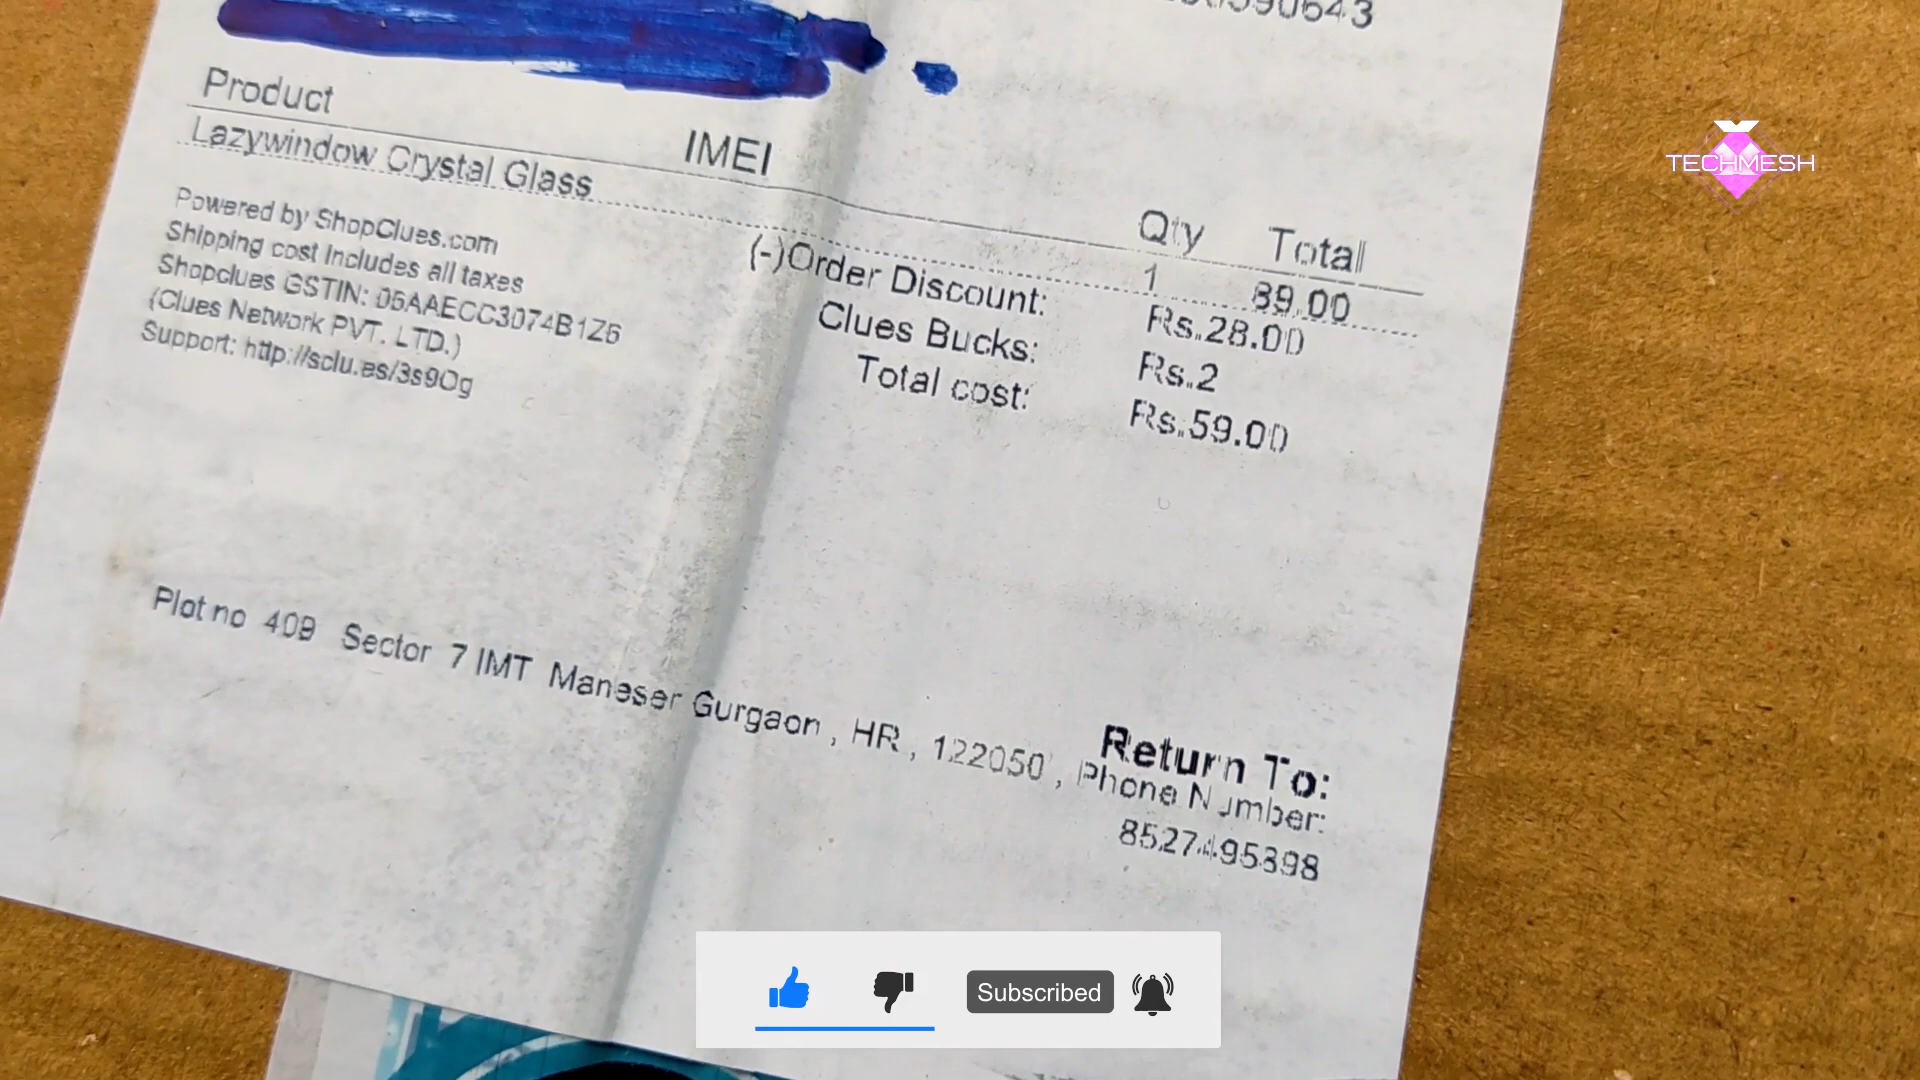 TECHMESH
Product IMEI Qty Total
Lazywindow Crystal Glass 1 89.00
Powered by ShopClues.com
Shipping cost includes all taxes
Shopclues GSTIN:
(Clues Network PVT. LTD.)
Support: http://sclu.es/3s9Og
(-)Order Discount: Rs.28.00
Clues Bucks: Rs.2
Total cost: Rs.59.00
Return To:
Plot no 409 Sector 7 IMT Maneser Gurgaon , HR , 122050 , Phone Number:
8527495398
Subscribed